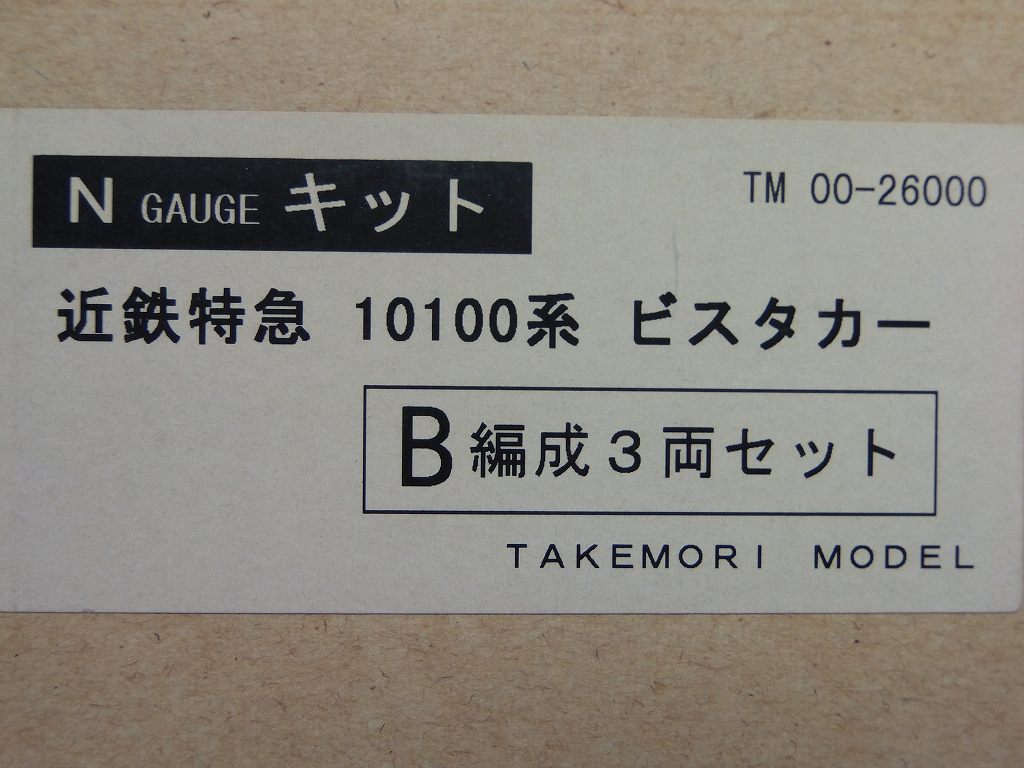 N GAUGE キット
TM 00-26000
近鉄特急 10100系 ビスタカー
B編成3両セット
TAKEMORI MODEL